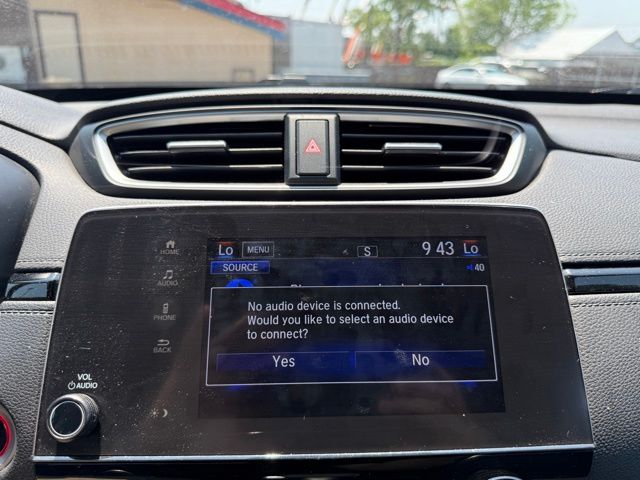 Lo MENU S 9 43 Lo
SOURCE 40
No audio device is connected.
Would you like to select an audio device
to connect?
Yes No
HOME
AUDIO
PHONE
BACK
VOL
AUDIO